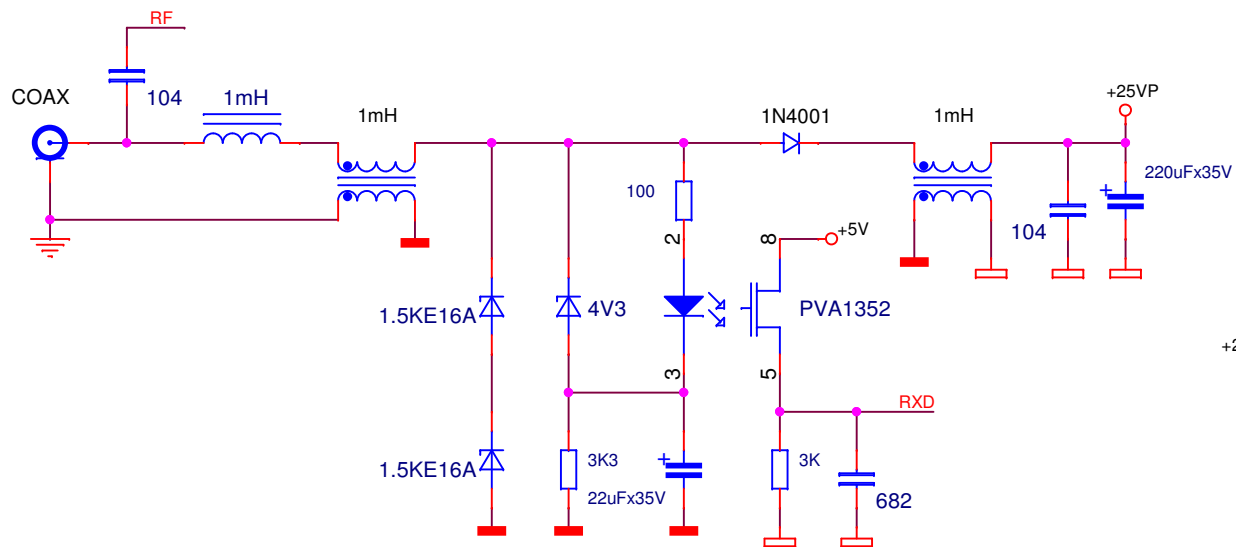 RF
COAX
104
1mH
1mH
1N4001
1mH
+25VP
100
220uFx35V
104
2
8
+5V
1.5KE16A
4V3
PVA1352
+2
3
5
RXD
1.5KE16A
3K3
+
22uFx35V
3K
682
+